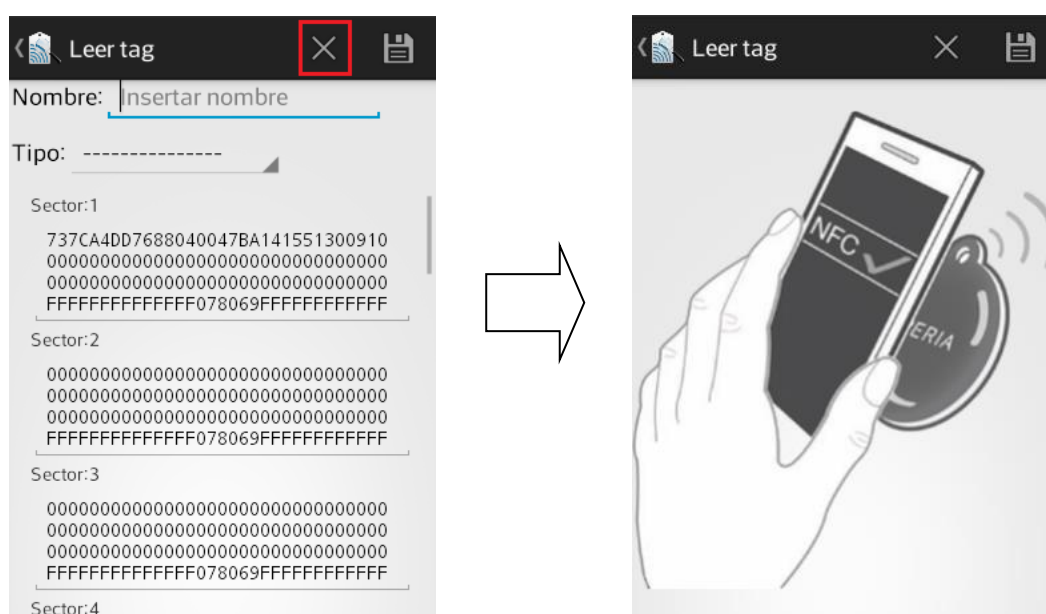 Leer tag
Nombre: Insertar nombre
Tipo: ---------------
Sector:1
737CA4DD7688040047BA141551300910
00000000000000000000000000000000
00000000000000000000000000000000
FFFFFFFFFFFFFF078069FFFFFFFFFFFF
Sector:2
00000000000000000000000000000000
00000000000000000000000000000000
00000000000000000000000000000000
FFFFFFFFFFFFFF078069FFFFFFFFFFFF
Sector:3
00000000000000000000000000000000
00000000000000000000000000000000
00000000000000000000000000000000
FFFFFFFFFFFFFF078069FFFFFFFFFFFF
Sector:4
Leer tag
NFC
ERIA